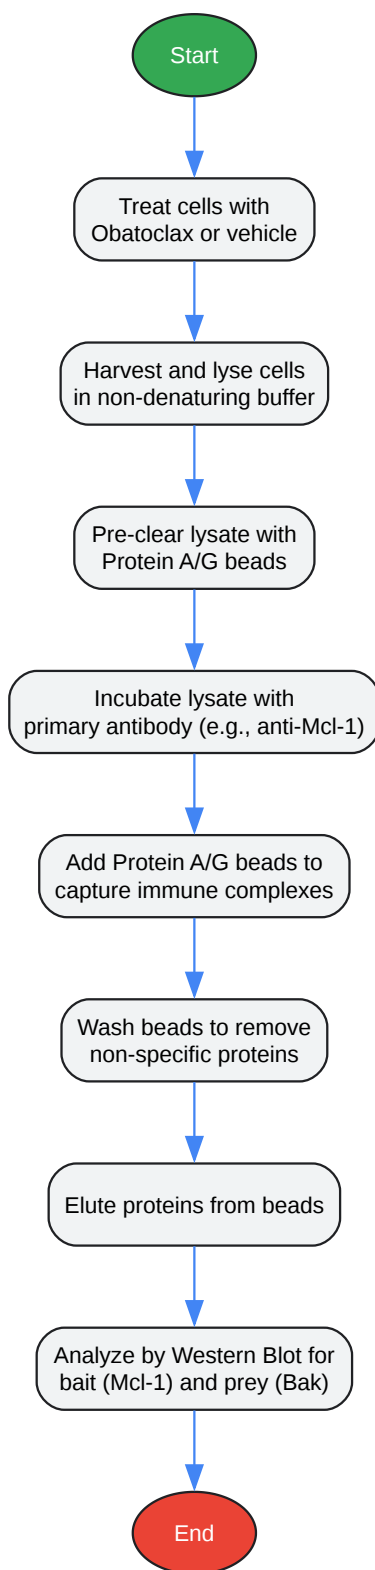 Start
Treat cells with
Obatoclax or vehicle
Harvest and lyse cells
in non-denaturing buffer
Pre-clear lysate with
Protein A/G beads
Incubate lysate with
primary antibody (e.g., anti-Mcl-1)
Add Protein A/G beads to
capture immune complexes
Wash beads to remove
non-specific proteins
Elute proteins from beads
Analyze by Western Blot for
bait (Mcl-1) and prey (Bak)
End